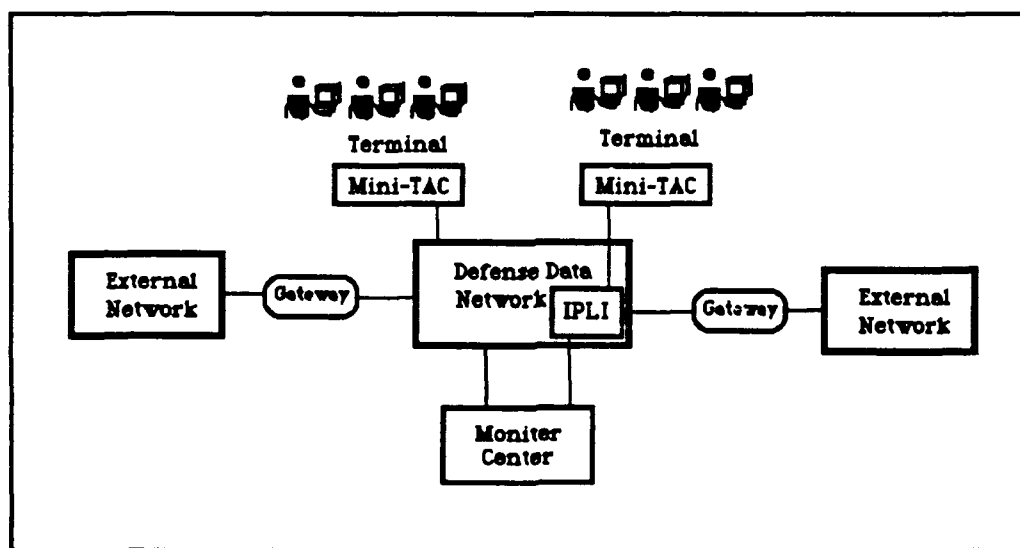 Terminal
Terminal
Mini-TAC
Mini-TAC
External
Network
Gateway
Defense Data
Network
IPLI
Gateway
External
Network
Moniter
Center